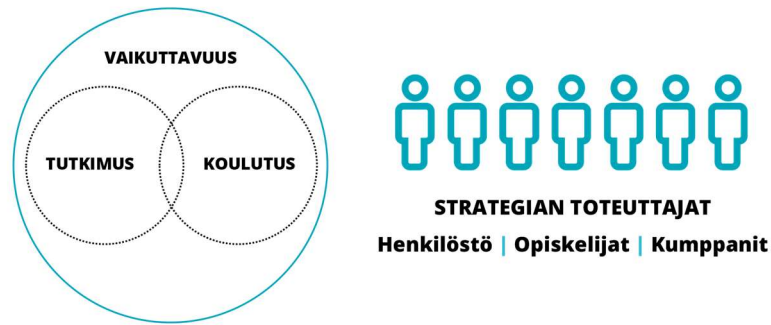 VAIKUTTAVUUS
TUTKIMUS
KOULUTUS
STRATEGIAN TOTEUTTAJAT
Henkilöstö | Opiskelijat | Kumppanit